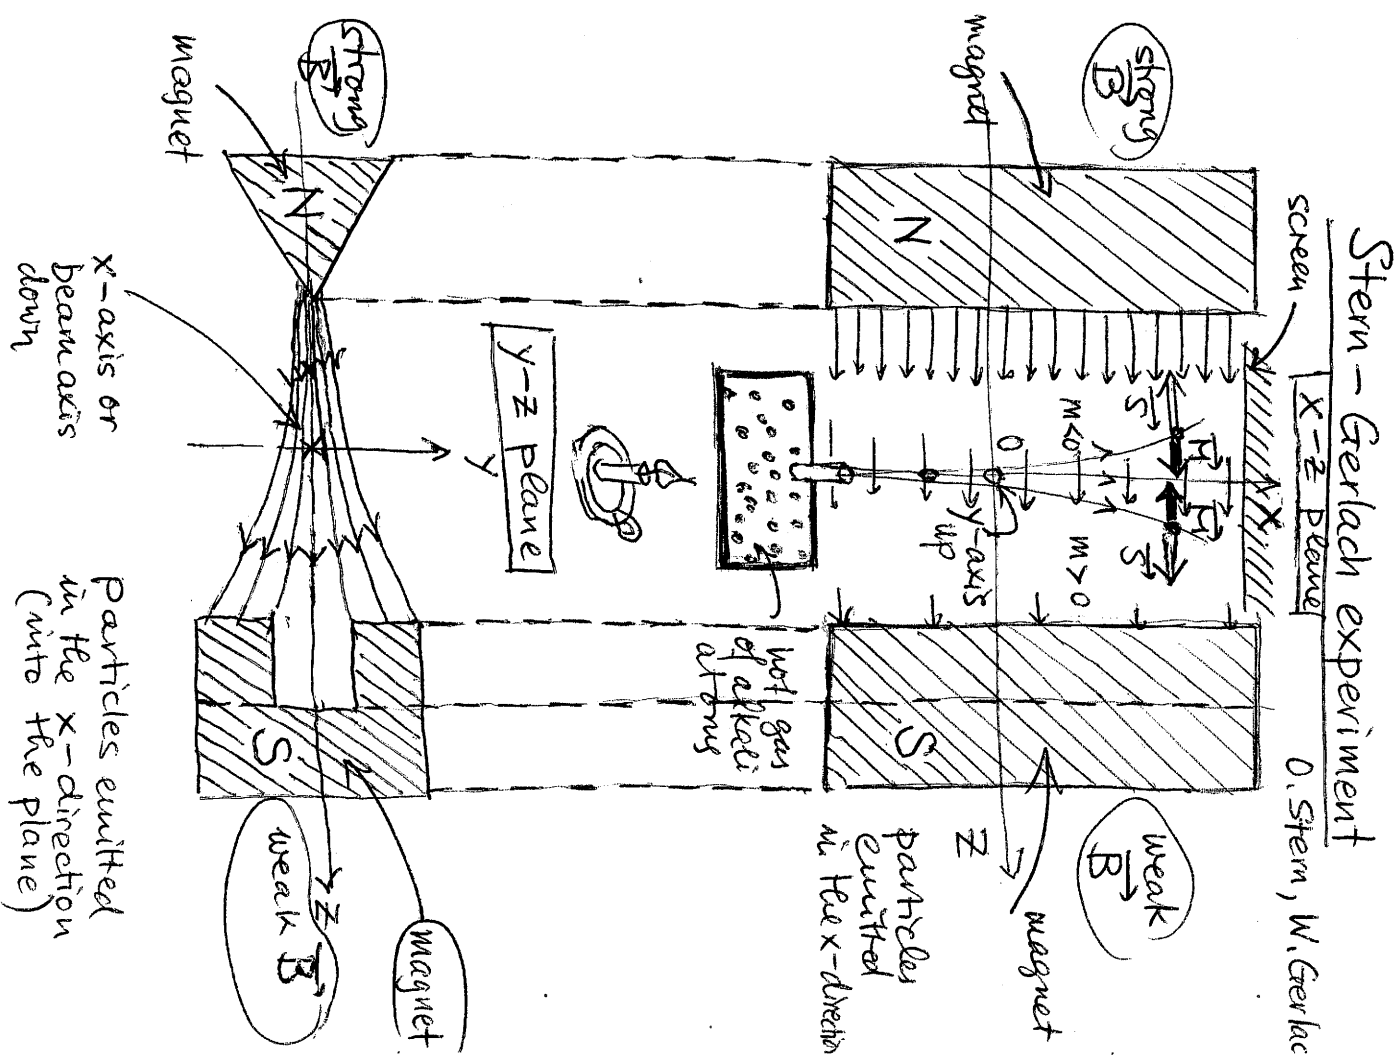 Stern-Gerlach experiment
O. Stern, W. Gerlac
x-z plane
screen
strong
B
magnet
N
S
M
m<0
0
x
S
M
m>0
y-axis
up
z
S
weak
B
magnet
particles
emitted
in the x-direction
hot gas
of alkali
atoms
y-z plane
y
strong
B
magnet
N
x-axis or
beam axis
down
S
z
weak B
magnet
Particles emitted
in the x-direction
(into the plane)